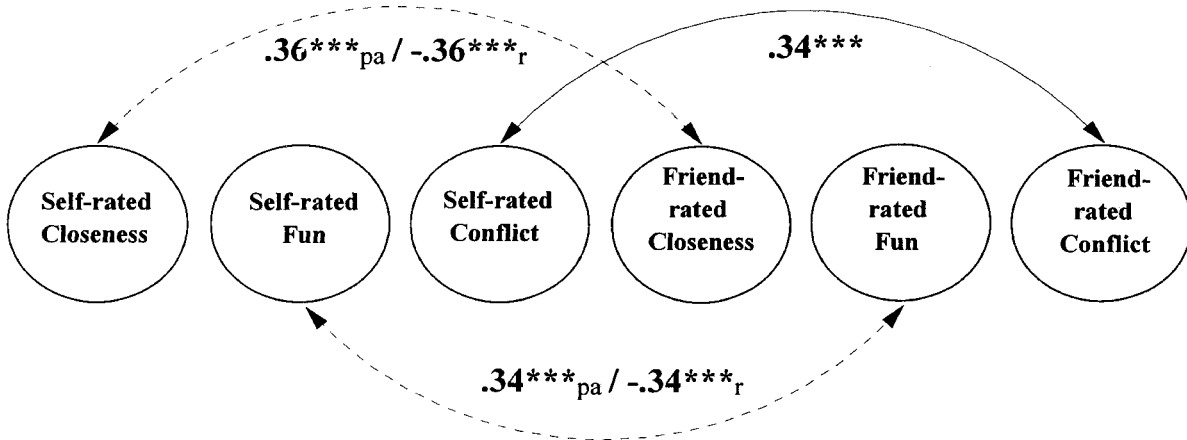 .36***pa / -.36***r
.34***
Self-rated
Closeness
Self-rated
Fun
Self-rated
Conflict
Friend-
rated
Closeness
Friend-
rated
Fun
Friend-
rated
Conflict
.34***pa / -.34***r